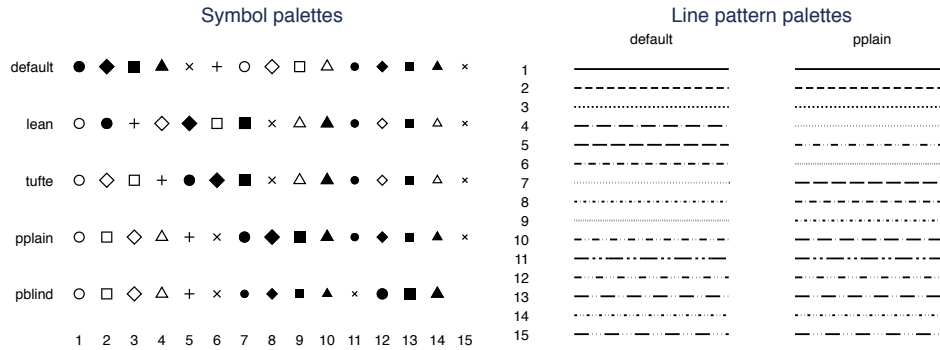 Symbol palettes
default
lean
tufte
pplain
pblind
1 2 3 4 5 6 7 8 9 10 11 12 13 14 15
Line pattern palettes
default pplain
1
2
3
4
5
6
7
8
9
10
11
12
13
14
15